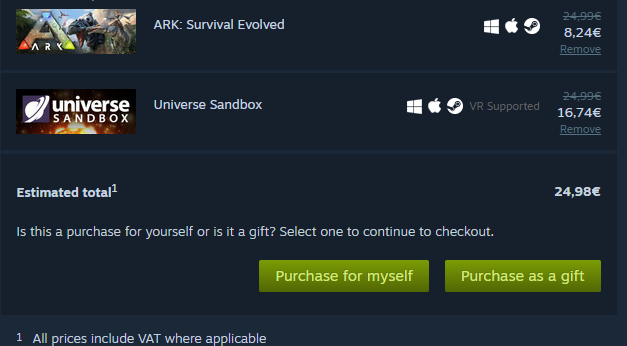 ARK
ARK: Survival Evolved
24,99€
8,24€
Remove
universe
SANDBOX
Universe Sandbox
VR Supported
24,99€
16,74€
Remove
Estimated total1
24,98€
Is this a purchase for yourself or is it a gift? Select one to continue to checkout.
Purchase for myself
Purchase as a gift
1 All prices include VAT where applicable